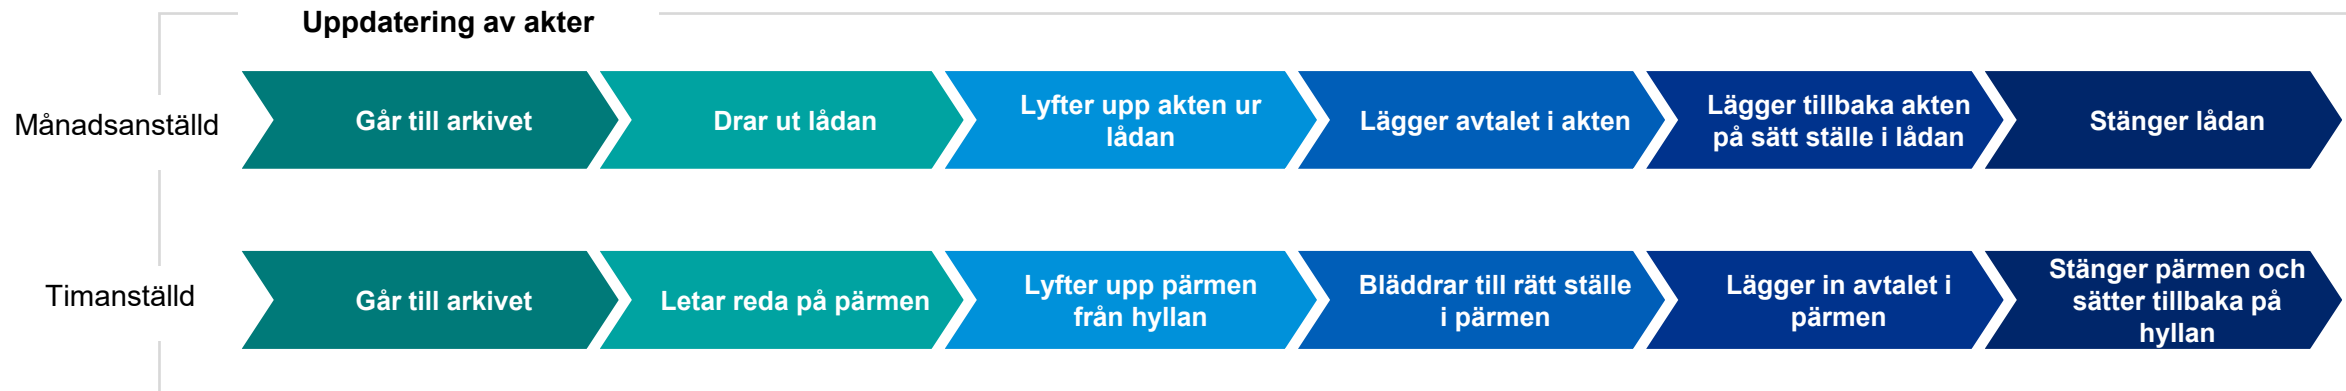 Uppdatering av akter
Månadsanställd
Går till arkivet
Drar ut lådan
Lyfter upp akten ur
lådan
Lägger avtalet i akten
Lägger tillbaka akten
på sätt ställe i lådan
Stänger lådan
Timanställd
Går till arkivet
Letar reda på pärmen
Lyfter upp pärmen
från hyllan
Bläddrar till rätt ställe
i pärmen
Lägger in avtalet i
pärmen
Stänger pärmen och
sätter tillbaka på
hyllan